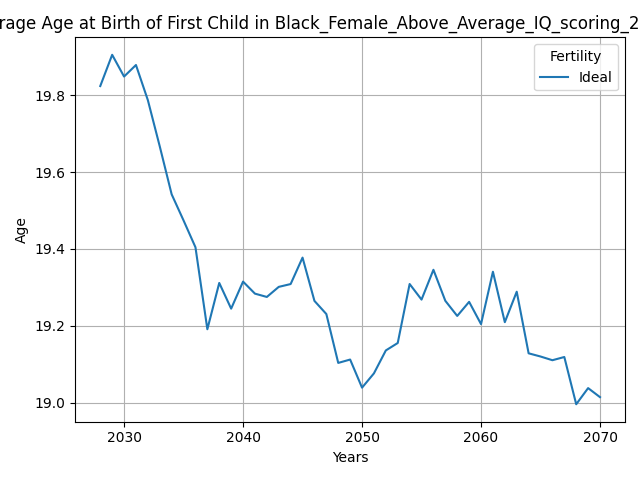 rage Age at Birth of First Child in Black_Female_Above_Average_IQ_scoring_2
Fertility
Ideal
19.8
19.6
19.4
19.2
19.0
Age
2030 2040 2050 2060 2070
Years